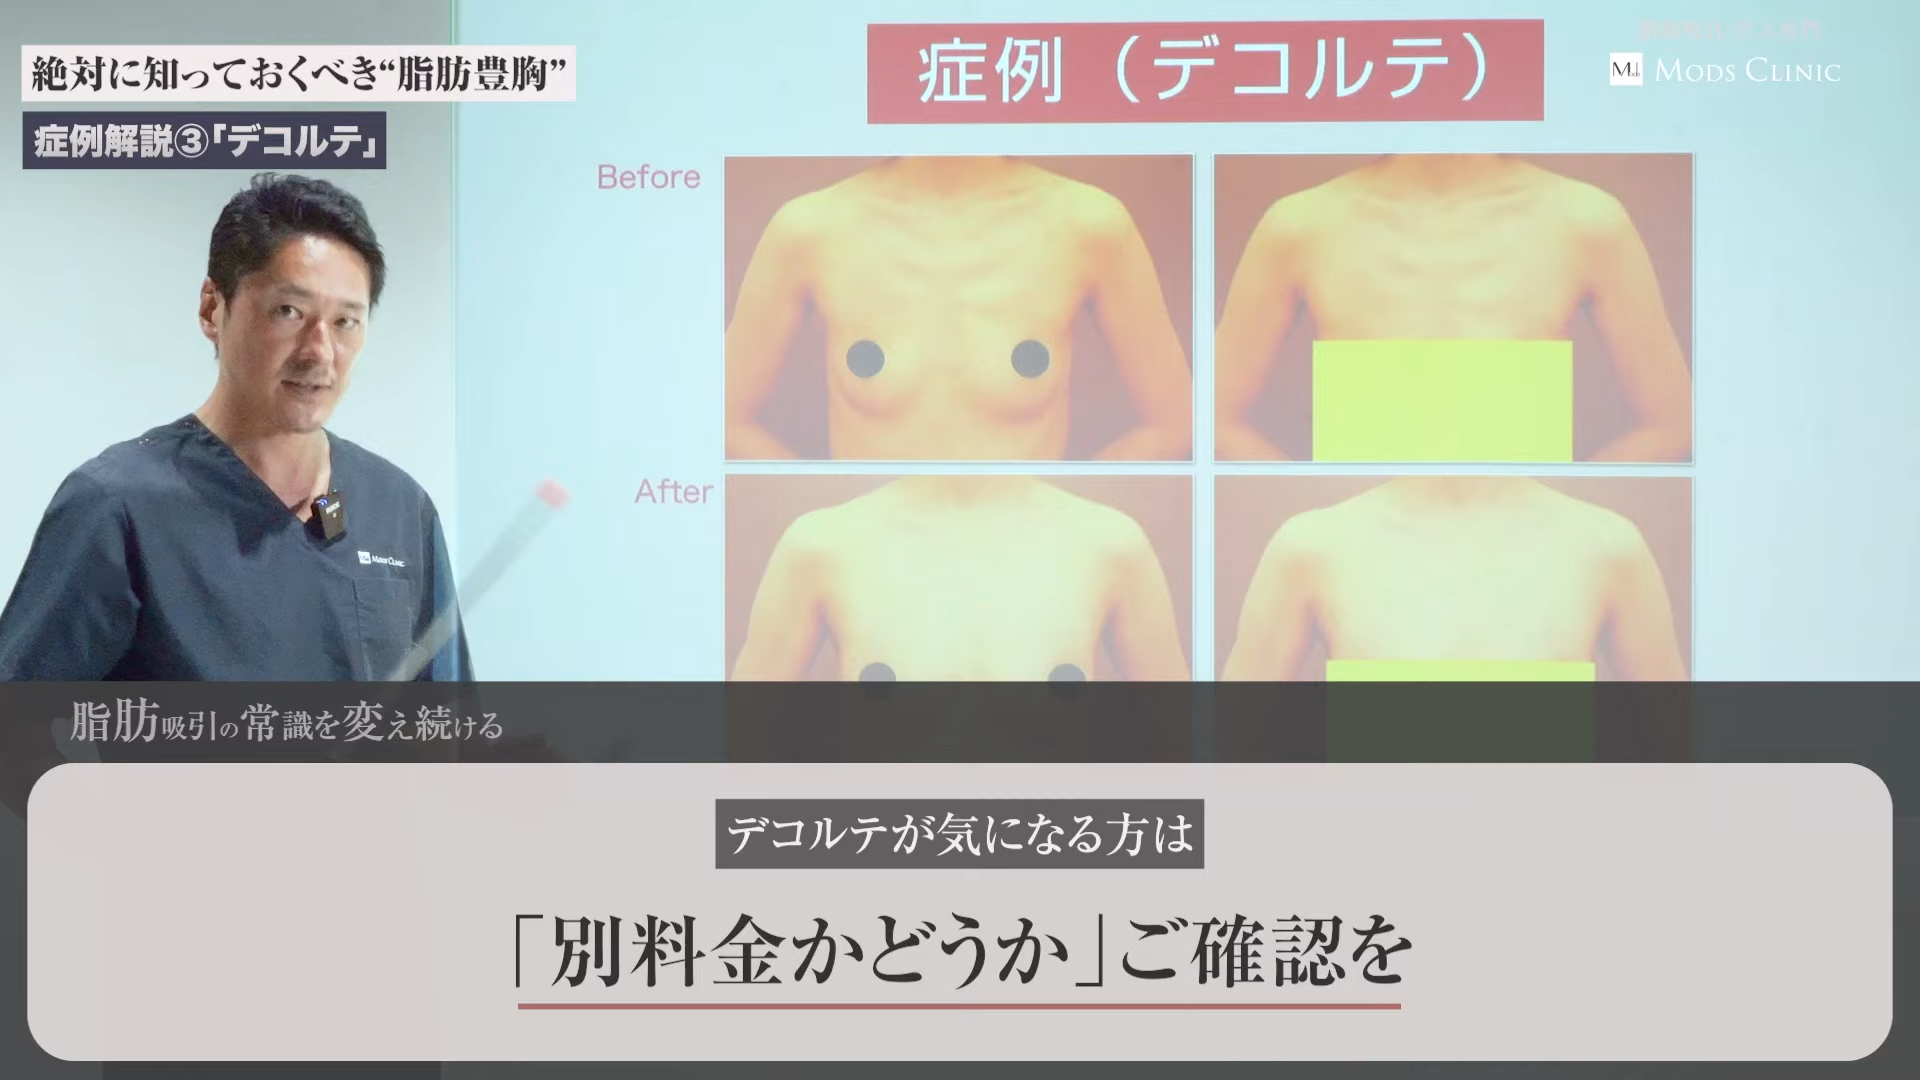 絶対に知っておくべき“脂肪豊胸”
症例解説③「デコルテ」
症例（デコルテ）
M Mods
MODS CLINIC
Before
After
MODS CLINIC
脂肪吸引の常識を変え続ける
デコルテが気になる方は
「別料金かどうか」ご確認を